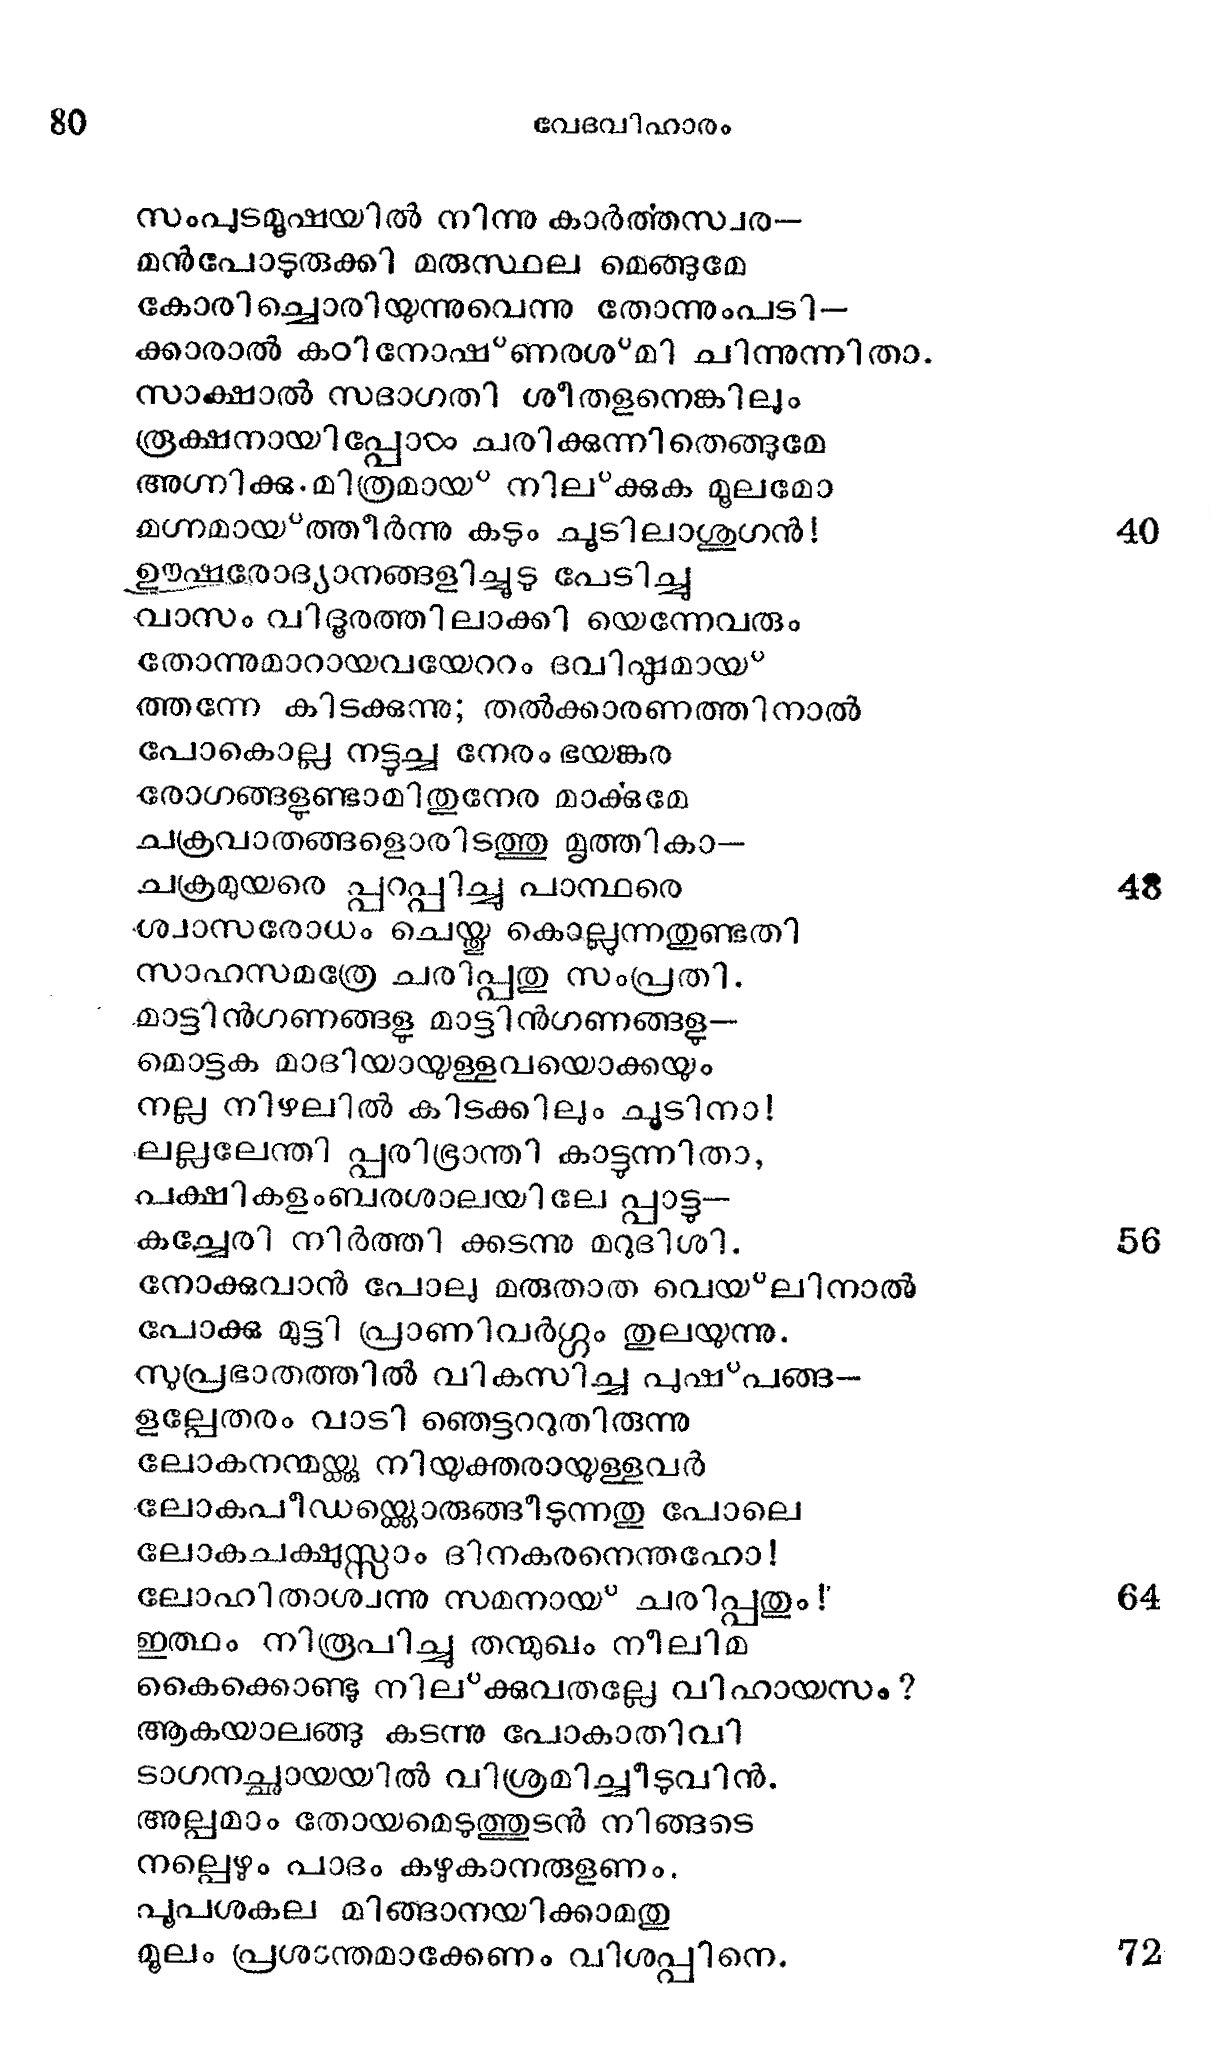 80 വേദവിഹാരം
സംപുടമൂഷയിൽ നിന്നു കാർത്തസ്വര—
മൻപോടുരുക്കി മരുസ്ഥല മെങ്ങുമേ
കോരിച്ചൊരിയുന്നുവെന്നു തോന്നുംപടി—
ക്കാരാൽ കഠിനോഷ്ണരശ്മി ചിന്നുന്നിതാ.
സാക്ഷാൽ സദാഗതി ശീതളനെങ്കിലും
രൂക്ഷനായിപ്പോൾ ചരിക്കുന്നിതെങ്ങുമേ
അഗ്നിക്കു മിത്രമായ് നില്ക്കുക മൂലമോ
മഗ്നമായ്ത്തീർന്നു കടും ചൂടിലാശുഗൻ! 40
ഊഷരോദ്യാനങ്ങളിച്ചൂടു പേടിച്ചു
വാസം വിദൂരത്തിലാക്കി യെന്നേവരും
തോന്നുമാറായവയേററം ദവിഷ്ഠമായ്
ത്തന്നേ കിടക്കുന്നു; തൽക്കാരണത്തിനാൽ
പോകൊല്ല നട്ടുച്ച നേരം ഭയങ്കര
രോഗങ്ങളുണ്ടാമിതുനേര മാർക്കുമേ
ചക്രവാതങ്ങളൊരിടത്തു മൃത്തികാ—
ചക്രമുയരെ പ്പറപ്പിച്ചു പാന്ഥരെ 48
ശ്വാസരോധം ചെയ്തു കൊല്ലുന്നതുണ്ടതി
സാഹസമത്രേ ചരിപ്പതു സംപ്രതി.
മാട്ടിൻഗണങ്ങളു മാട്ടിൻഗണങ്ങളു—
മൊട്ടക മാദിയായുള്ളവയൊക്കയും
നല്ല നിഴലിൽ കിടക്കിലും ചൂടിനാ!
ലല്ലലേന്തി പ്പരിഭ്രാന്തി കാട്ടുന്നിതാ,
പക്ഷികളംബരശാലയിലേ പ്പാട്ടു—
കച്ചേരി നിർത്തി ക്കടന്നു മറുദിശി. 56
നോക്കുവാൻ പോലു മരുതാത വെയ്ലിനാൽ
പോക്കു മുട്ടി പ്രാണിവർഗ്ഗം തുലയുന്നു.
സുപ്രഭാതത്തിൽ വികസിച്ച പുഷ്പങ്ങ—
ളല്പേതരം വാടി ഞെട്ടററുതിരുന്നു
ലോകനന്മയ്ക്കു നിയുക്തരായുള്ളവർ
ലോകപീഡയ്ക്കൊരുങ്ങീടുന്നതു പോലെ
ലോകചക്ഷുസ്സാം ദിനകരനെന്തഹോ!
ലോഹിതാശ്വന്നു സമനായ് ചരിപ്പതും! 64
ഇത്ഥം നിരൂപിച്ചു തന്മുഖം നീലിമ
കൈക്കൊണ്ടു നില്ക്കുവതല്ലേ വിഹായസം?
ആകയാലങ്ങു കടന്നു പോകാതിവി
ടാഗനച്ഛായയിൽ വിശ്രമിച്ചീടുവിൻ.
അല്പമാം തോയമെടുത്തുടൻ നിങ്ങടെ
നല്പെഴും പാദം കഴുകാനരുളണം.
പൂപശകല മിങ്ങാനയിക്കാമതു
മൂലം പ്രശാന്തമാക്കേണം വിശപ്പിനെ. 72